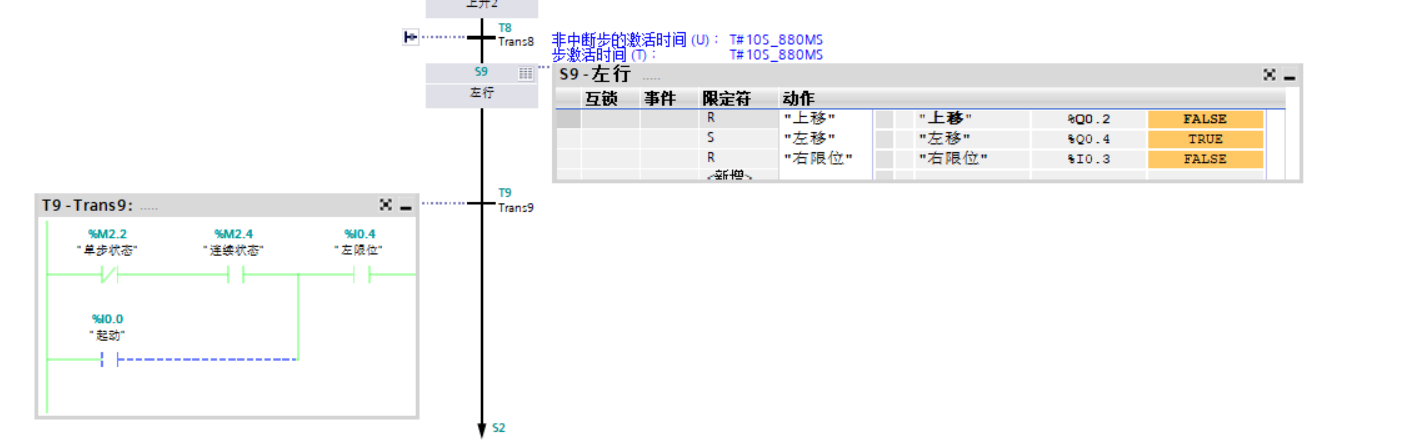 上升2
T8
Trans8
非中断步的激活时间 (U)： T#10S_880MS
步激活时间 (T)： T#10S_880MS
S9
左行
S9 - 左行 .....
互锁 事件 限定符 动作
R "上移" "上移" %Q0.2 FALSE
S "左移" "左移" %Q0.4 TRUE
R "右限位" "右限位" %I0.3 FALSE
<新增>
T9
Trans9
T9 - Trans9: .....
%M2.2 %M2.4 %I0.4
"单步状态" "连续状态" "左限位"
%I0.0
"起动"
S2